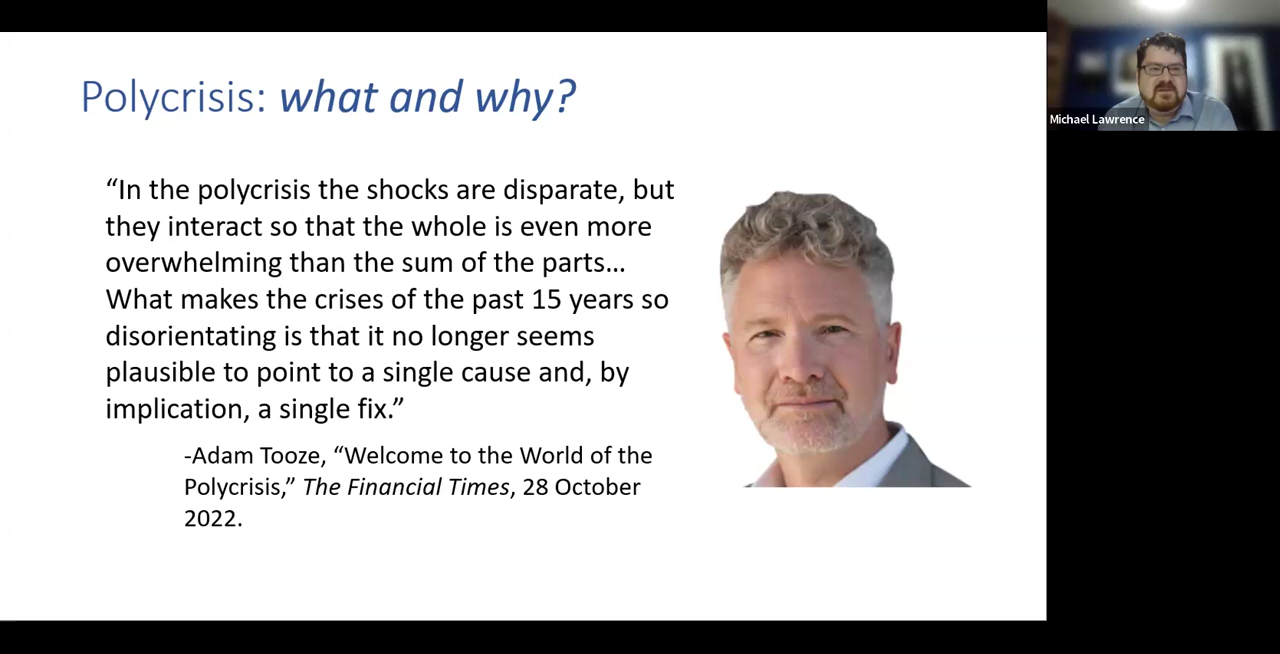 Polycrisis: what and why?
“In the polycrisis the shocks are disparate, but
they interact so that the whole is even more
overwhelming than the sum of the parts…
What makes the crises of the past 15 years so
disorientating is that it no longer seems
plausible to point to a single cause and, by
implication, a single fix.”
-Adam Tooze, “Welcome to the World of the
Polycrisis,” The Financial Times, 28 October
2022.
Michael Lawrence